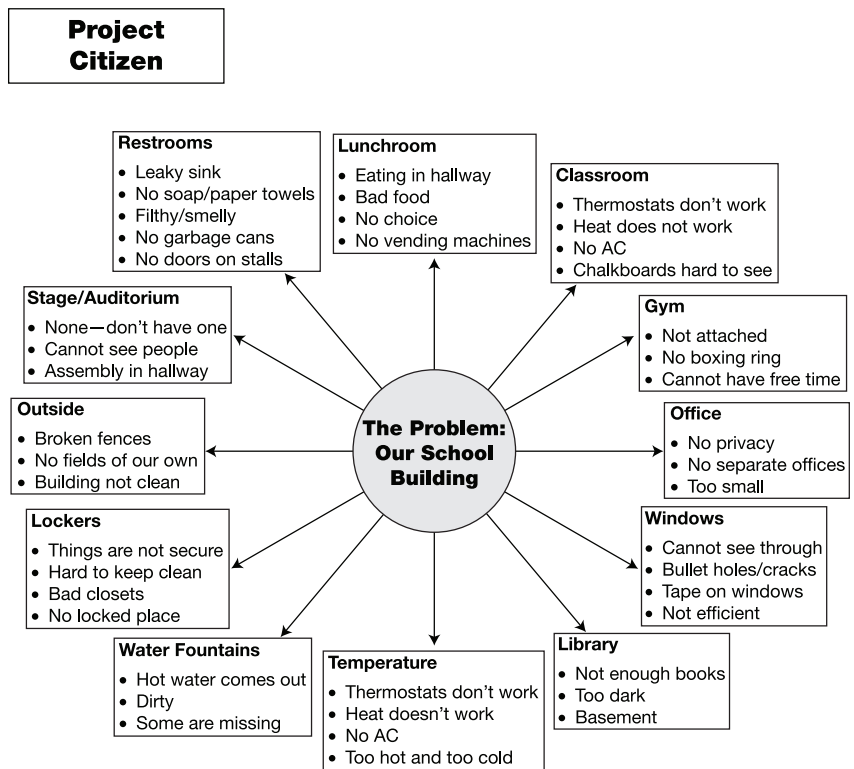 Project
Citizen
Restrooms
• Leaky sink
• No soap/paper towels
• Filthy/smelly
• No garbage cans
• No doors on stalls
Lunchroom
• Eating in hallway
• Bad food
• No choice
• No vending machines
Classroom
• Thermostats don't work
• Heat does not work
• No AC
• Chalkboards hard to see
Stage/Auditorium
• None—don't have one
• Cannot see people
• Assembly in hallway
Gym
• Not attached
• No boxing ring
• Cannot have free time
Outside
• Broken fences
• No fields of our own
• Building not clean
The Problem:
Our School
Building
Office
• No privacy
• No separate offices
• Too small
Lockers
• Things are not secure
• Hard to keep clean
• Bad closets
• No locked place
Windows
• Cannot see through
• Bullet holes/cracks
• Tape on windows
• Not efficient
Water Fountains
• Hot water comes out
• Dirty
• Some are missing
Temperature
• Thermostats don't work
• Heat doesn't work
• No AC
• Too hot and too cold
Library
• Not enough books
• Too dark
• Basement